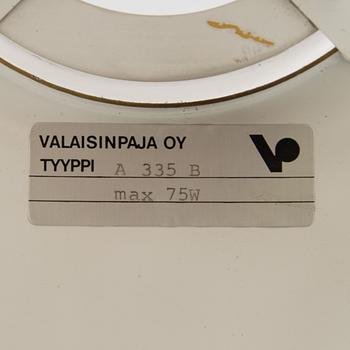 VALAISINPAJA OY
TYYPPI A 335 B
max 75W